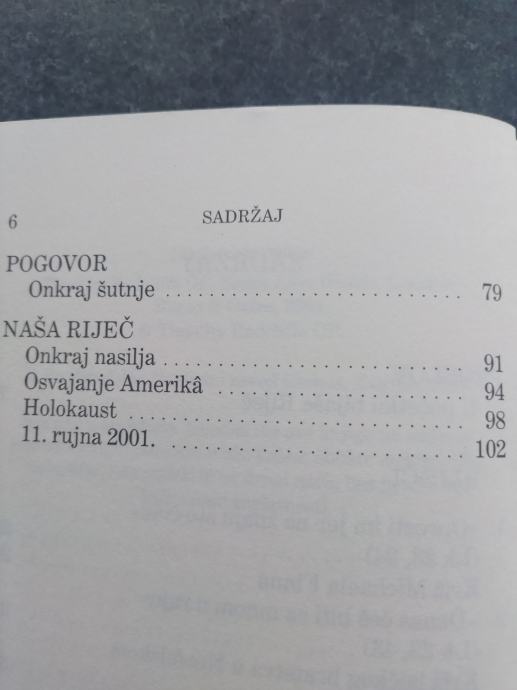 6 SADRŽAJ
POGOVOR
Onkraj šutnje . . . . . . . . . . . . . . . . . . . . . . . . . . . . . . 79
NAŠA RIJEČ
Onkraj nasilja . . . . . . . . . . . . . . . . . . . . . . . . . . . . . . 91
Osvajanje Amerikâ . . . . . . . . . . . . . . . . . . . . . . . . . . 94
Holokaust . . . . . . . . . . . . . . . . . . . . . . . . . . . . . . . . . 98
11. rujna 2001. . . . . . . . . . . . . . . . . . . . . . . . . . . . . . 102